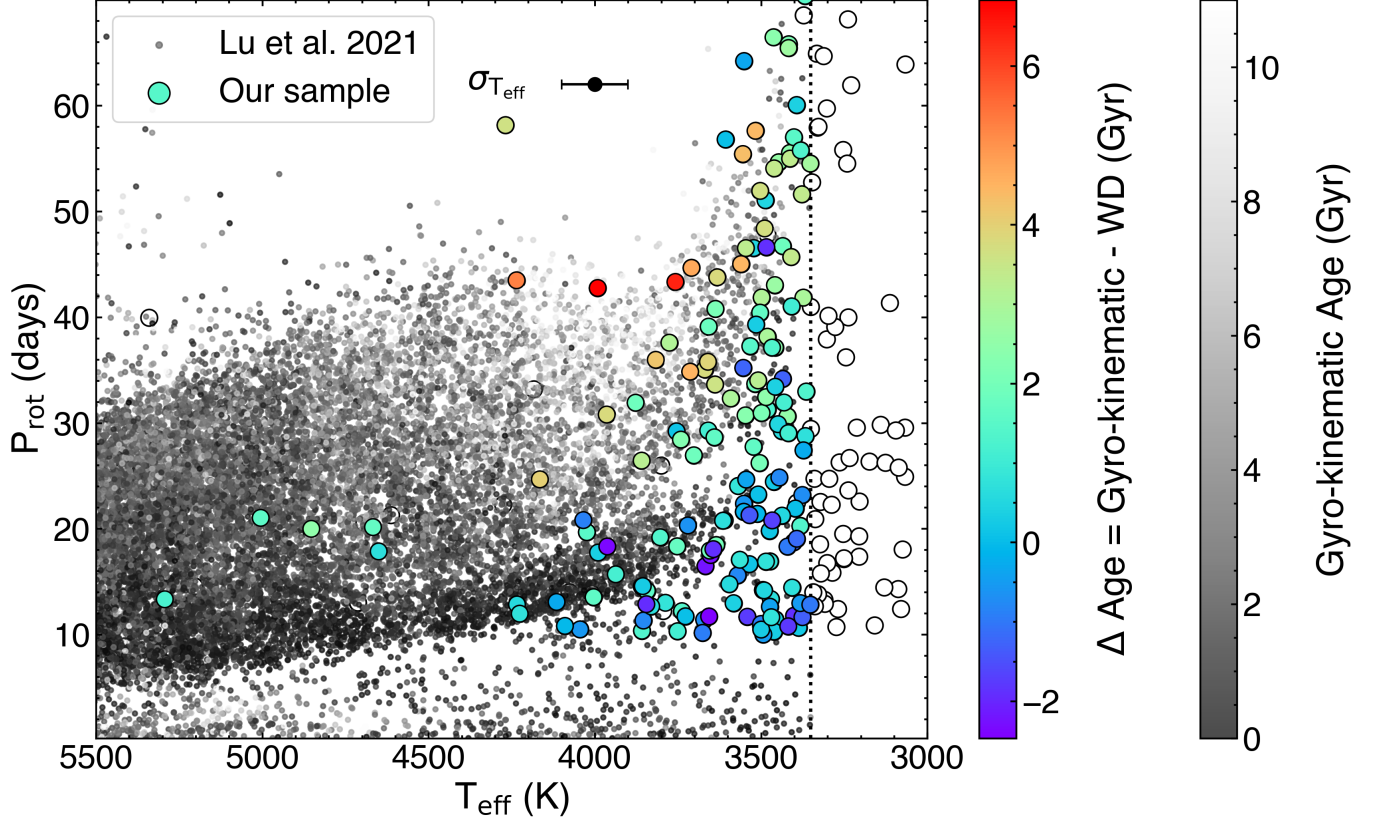 Lu et al. 2021
Our sample
σTeff
Prot (days)
60
50
40
30
20
10
5500 5000 4500 4000 3500 3000
Teff (K)
6
4
2
0
−2
Δ Age = Gyro-kinematic - WD (Gyr)
10
8
6
4
2
0
Gyro-kinematic Age (Gyr)